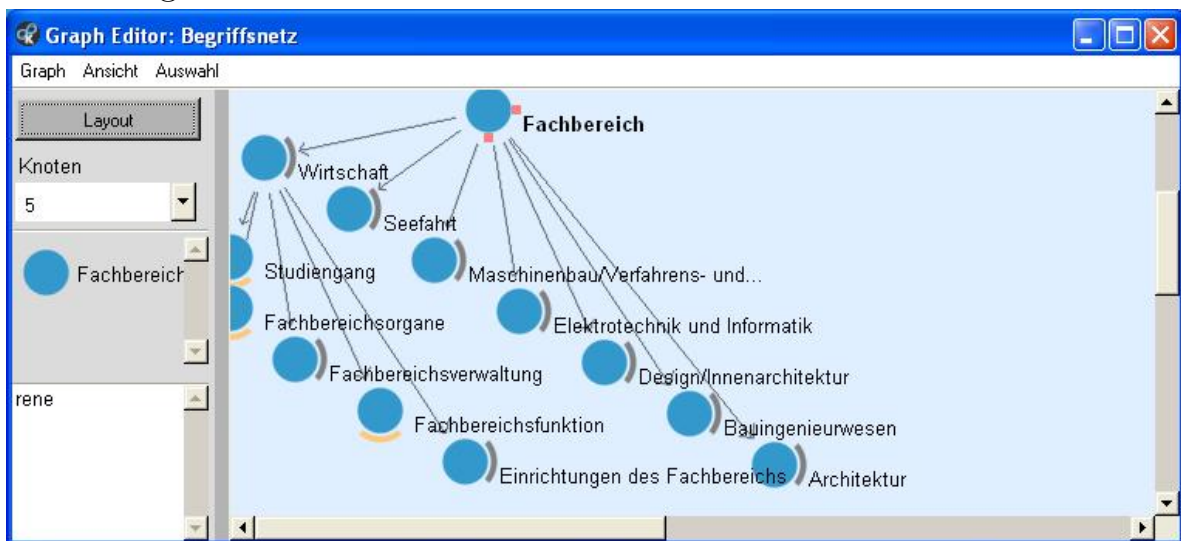 Graph Editor: Begriffsnetz
Graph Ansicht Auswahl
Layout
Knoten
5
Fachbereich
rene
Fachbereich
Wirtschaft
Seefahrt
Studiengang
Maschinenbau/Verfahrens- und...
Fachbereichsorgane
Elektrotechnik und Informatik
Fachbereichsverwaltung
Design/Innenarchitektur
Fachbereichsfunktion
Bauingenieurwesen
Einrichtungen des Fachbereichs
Architektur